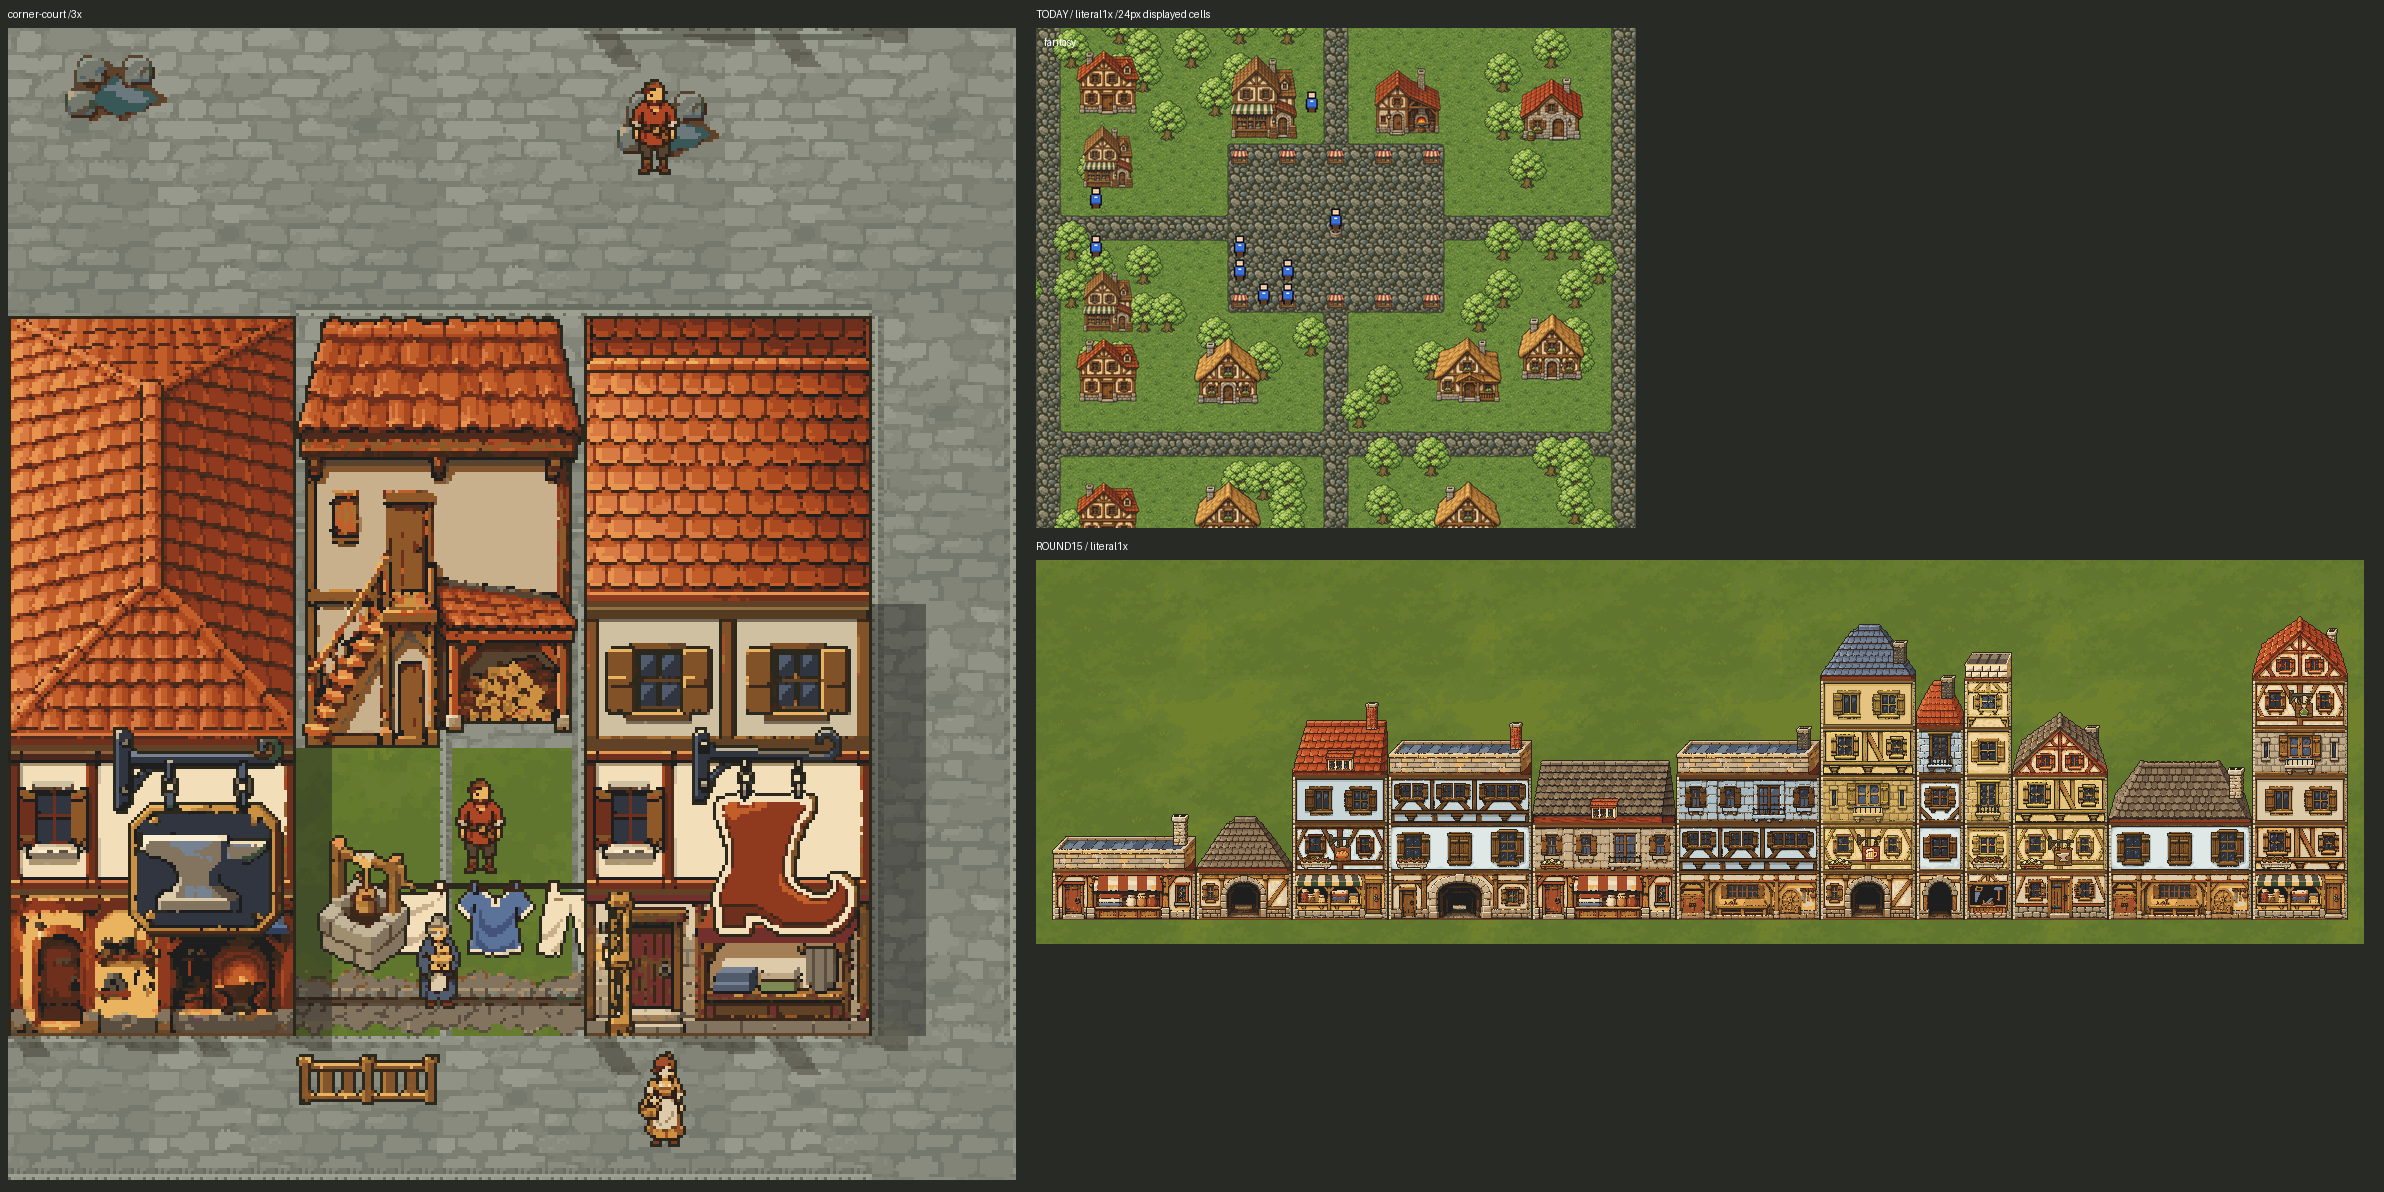 corner-court /3x
TODAY / literal1x /24px displayed cells
fantasy
ROUND15 / literal1x